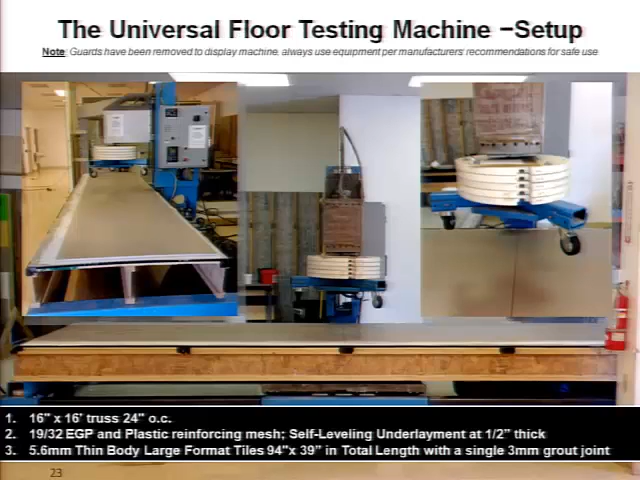 The Universal Floor Testing Machine –Setup
Note: Guards have been removed to display machine, always use equipment per manufacturers' recommendations for safe use
1. 16" x 16' truss 24" o.c.
2. 19/32 EGP and Plastic reinforcing mesh; Self-Leveling Underlayment at 1/2" thick
3. 5.6mm Thin Body Large Format Tiles 94"x 39" in Total Length with a single 3mm grout joint
23